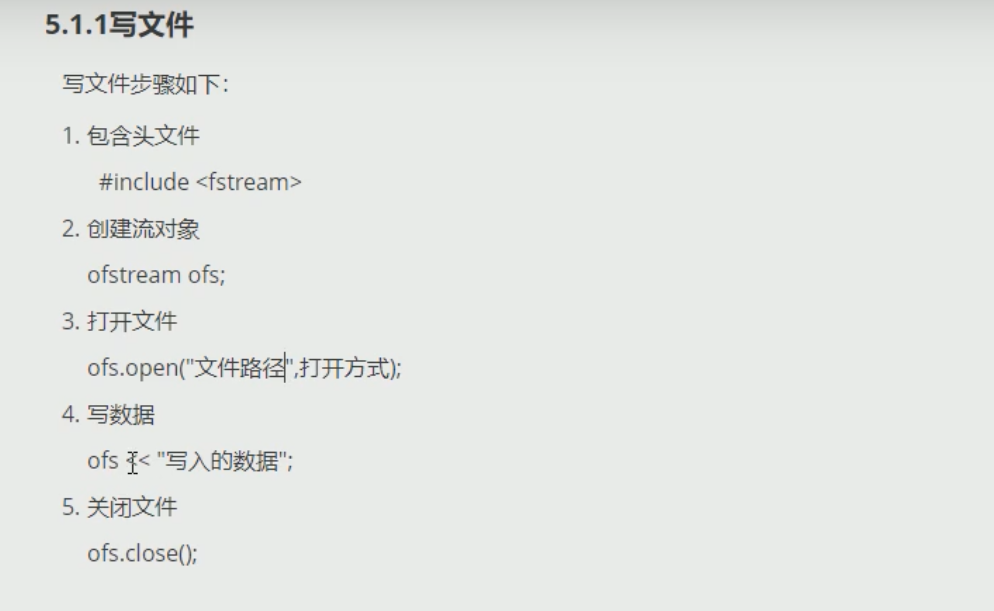 5.1.1写文件
写文件步骤如下：
1. 包含头文件
#include <fstream>
2. 创建流对象
ofstream ofs;
3. 打开文件
ofs.open("文件路径",打开方式);
4. 写数据
ofs << "写入的数据";
5. 关闭文件
ofs.close();